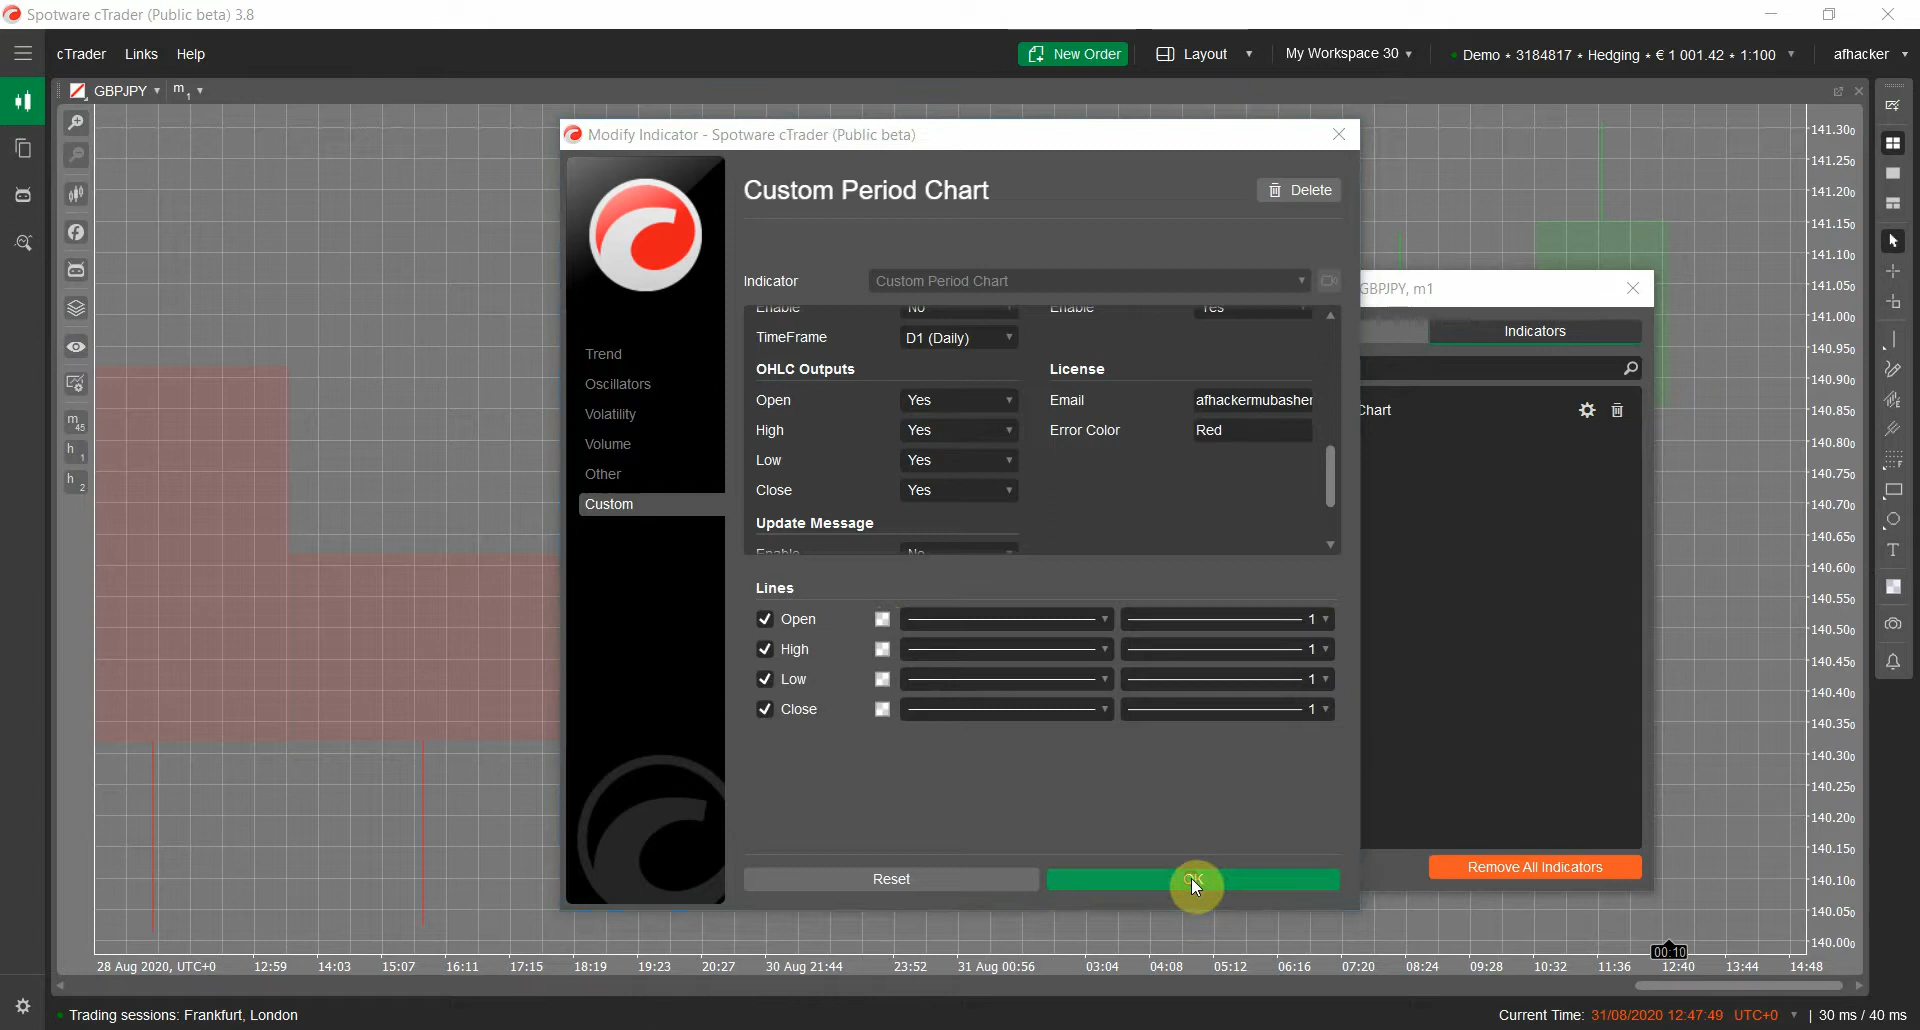 Spotware cTrader (Public beta) 3.8
cTrader Links Help
New Order
Layout
My Workspace 30
Demo • 3184817 • Hedging • € 1 001.42 • 1:100
afhacker
GBPJPY m1
m45
h1
h2
Modify Indicator - Spotware cTrader (Public beta)
Custom Period Chart
Delete
Indicator Custom Period Chart
Trend
Oscillators
Volatility
Volume
Other
Custom
Enable No Enable Yes
TimeFrame D1 (Daily)
OHLC Outputs License
Open Yes Email afhackermubasher
High Yes Error Color Red
Low Yes
Close Yes
Update Message
Enable No
Lines
Open 1
High 1
Low 1
Close 1
Reset
OK
GBPJPY, m1
Indicators
Chart
Remove All Indicators
141.300
141.250
141.200
141.150
141.100
141.050
141.000
140.950
140.900
140.850
140.800
140.750
140.700
140.650
140.600
140.550
140.500
140.450
140.400
140.350
140.300
140.250
140.200
140.150
140.100
140.050
140.000
00:10
28 Aug 2020, UTC+0 12:59 14:03 15:07 16:11 17:15 18:19 19:23 20:27 30 Aug 21:44 23:52 31 Aug 00:56 03:04 04:08 05:12 06:16 07:20 08:24 09:28 10:32 11:36 12:40 13:44 14:48
Trading sessions: Frankfurt, London
Current Time: 31/08/2020 12:47:49 UTC+0 | 30 ms / 40 ms